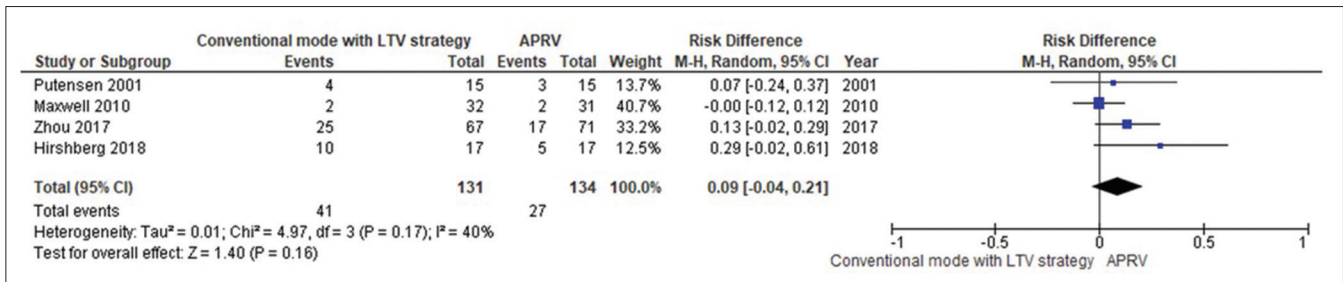 Conventional mode with LTV strategy APRV Risk Difference Risk Difference
Study or Subgroup Events Total Events Total Weight M-H, Random, 95% CI Year M-H, Random, 95% CI
Putensen 2001 4 15 3 15 13.7% 0.07 [-0.24, 0.37] 2001
Maxwell 2010 2 32 2 31 40.7% -0.00 [-0.12, 0.12] 2010
Zhou 2017 25 67 17 71 33.2% 0.13 [-0.02, 0.29] 2017
Hirshberg 2018 10 17 5 17 12.5% 0.29 [-0.02, 0.61] 2018
Total (95% CI) 131 134 100.0% 0.09 [-0.04, 0.21]
Total events 41 27
Heterogeneity: Tau² = 0.01; Chi² = 4.97, df = 3 (P = 0.17); I² = 40%
Test for overall effect: Z = 1.40 (P = 0.16)
-1 -0.5 0 0.5 1
Conventional mode with LTV strategy APRV